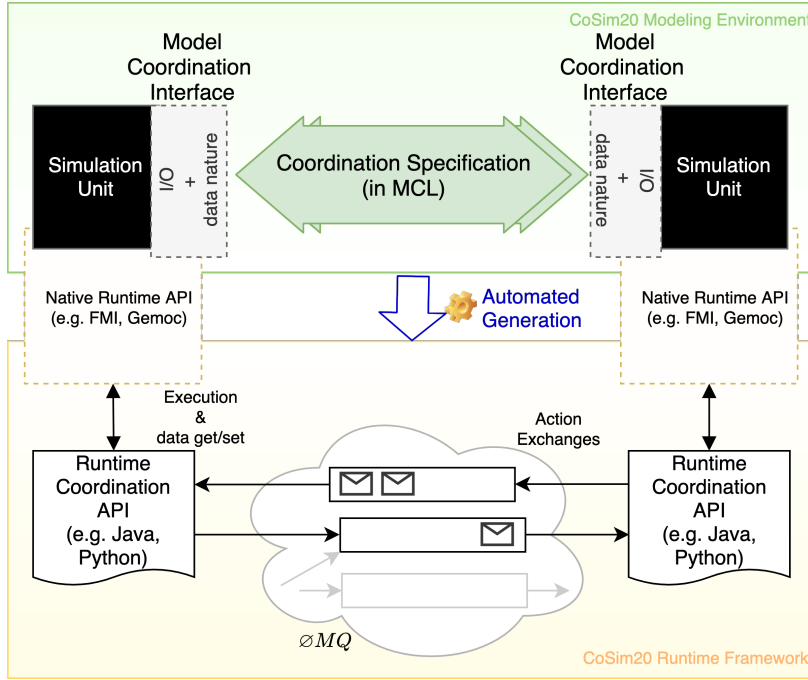 CoSim20 Modeling Environment
Model
Coordination
Interface
Model
Coordination
Interface
Simulation
Unit
I/O
+
data nature
Coordination Specification
(in MCL)
data nature
+
I/O
Simulation
Unit
Native Runtime API
(e.g. FMI, Gemoc)
Automated
Generation
Native Runtime API
(e.g. FMI, Gemoc)
Execution
&
data get/set
Action
Exchanges
Runtime
Coordination
API
(e.g. Java,
Python)
Runtime
Coordination
API
(e.g. Java,
Python)
∅MQ
CoSim20 Runtime Framework